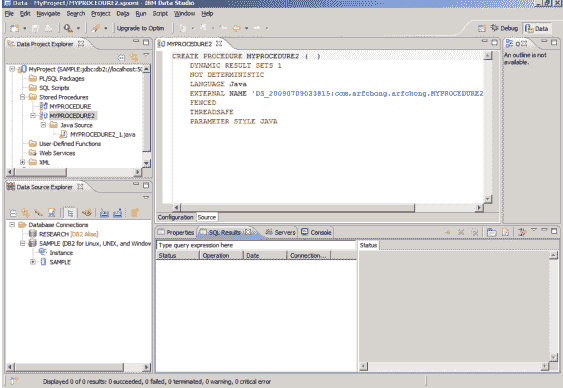 Data - MyProject/MYPROCEDURE2.spxmi - IBM Data Studio
File Edit Navigate Search Project Data Run Script Window Help
Upgrade to Optim
Debug Data
Data Project Explorer
MyProject [SAMPLE:jdbc:db2://localhost:50
PL/SQL Packages
SQL Scripts
Stored Procedures
MYPROCEDURE
MYPROCEDURE2
Java Source
MYPROCEDURE2_1.java
User-Defined Functions
Web Services
XML
Data Source Explorer
Database Connections
RESEARCH [DB2 Alias]
SAMPLE (DB2 for Linux, UNIX, and Window
Instance
SAMPLE
MYPROCEDURE2
CREATE PROCEDURE MYPROCEDURE2 ( )
DYNAMIC RESULT SETS 1
NOT DETERMINISTIC
LANGUAGE Java
EXTERNAL NAME 'DS_20090709033815:com.arfchong.arfchong.MYPROCEDURE2
FENCED
THREADSAFE
PARAMETER STYLE JAVA
Configuration Source
An outline is not
available.
Properties SQL Results Servers Console
Type query expression here
Status Operation Date Connection...
Status
Displayed 0 of 0 results: 0 succeeded, 0 failed, 0 terminated, 0 warning, 0 critical error